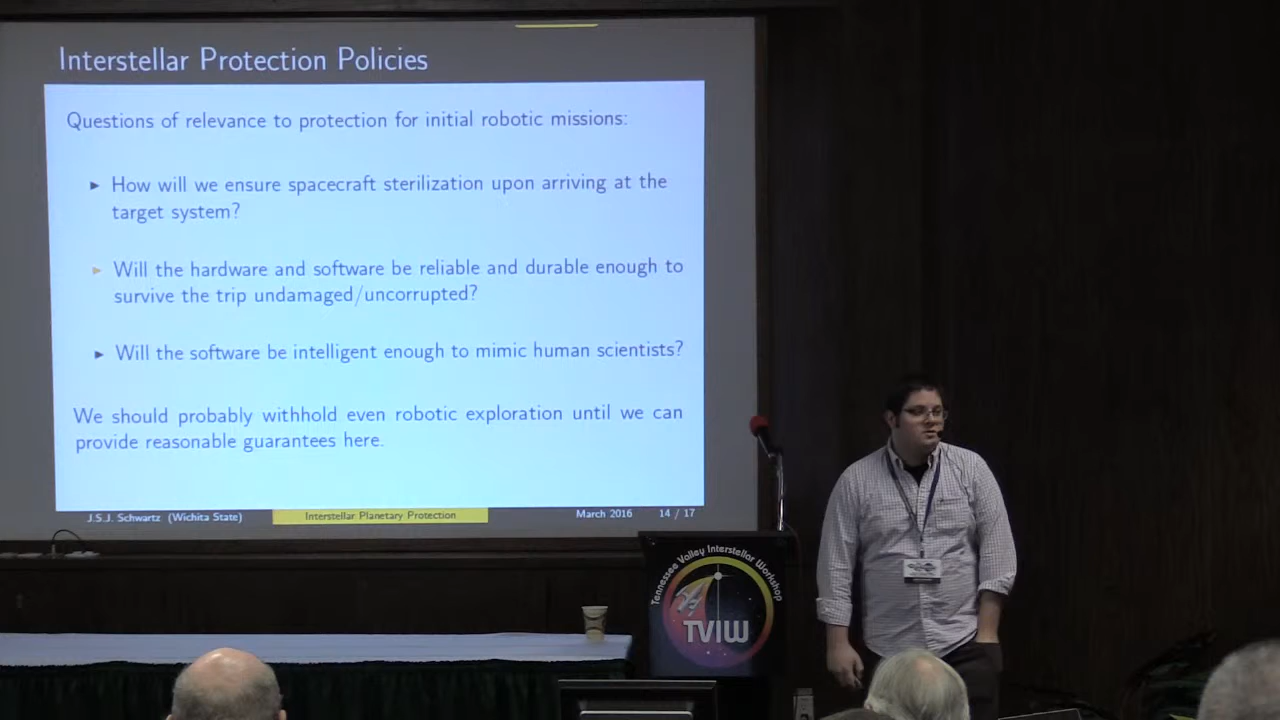 Interstellar Protection Policies
Questions of relevance to protection for initial robotic missions:
How will we ensure spacecraft sterilization upon arriving at the
target system?
Will the hardware and software be reliable and durable enough to
survive the trip undamaged/uncorrupted?
Will the software be intelligent enough to mimic human scientists?
We should probably withhold even robotic exploration until we can
provide reasonable guarantees here.
J.S.J. Schwartz (Wichita State)
Interstellar Planetary Protection
March 2016
14 / 17
Tennessee Valley Interstellar Workshop
TVIW